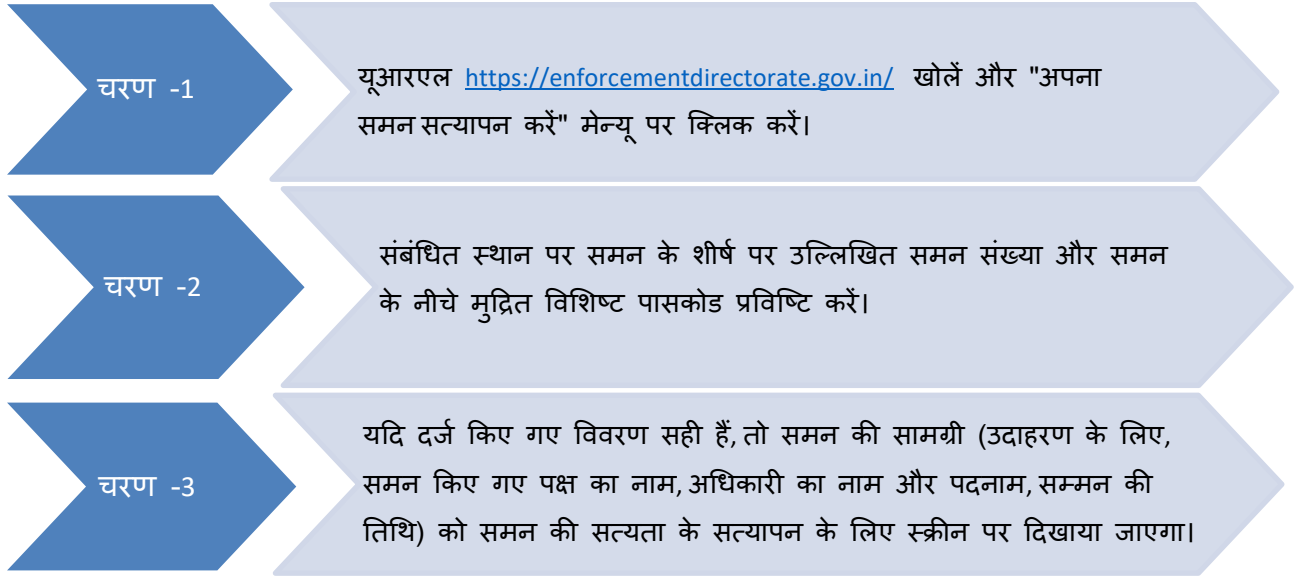 चरण -1
यूआरएल https://enforcementdirectorate.gov.in/ खोलें और "अपना
समन सत्यापन करें" मेन्यू पर क्लिक करें।
चरण -2
संबंधित स्थान पर समन के शीर्ष पर उल्लिखित समन संख्या और समन
के नीचे मुद्रित विशिष्ट पासकोड प्रविष्टि करें।
चरण -3
यदि दर्ज किए गए विवरण सही हैं, तो समन की सामग्री (उदाहरण के लिए,
समन किए गए पक्ष का नाम, अधिकारी का नाम और पदनाम, सम्मन की
तिथि) को समन की सत्यता के सत्यापन के लिए स्क्रीन पर दिखाया जाएगा।